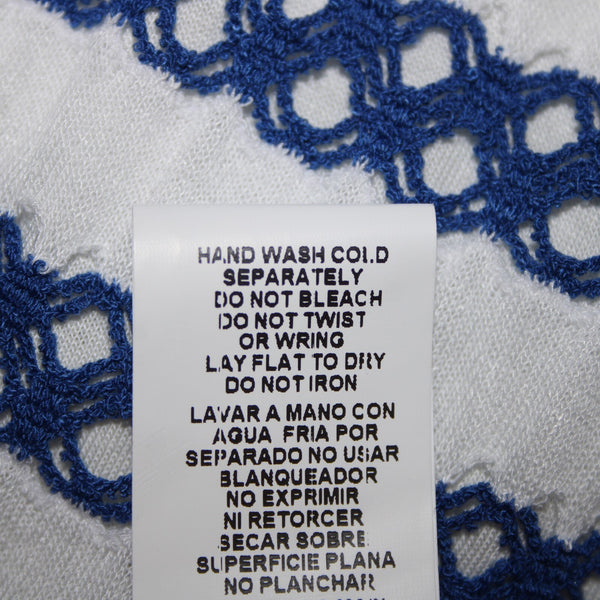 HAND WASH COLD
SEPARATELY
DO NOT BLEACH
DO NOT TWIST
OR WRING
LAY FLAT TO DRY
DO NOT IRON
LAVAR A MANO CON
AGUA FRIA POR
SEPARADO NO USAR
BLANQUEADOR
NO EXPRIMIR
NI RETORCER
SECAR SOBRE
SUPERFICIE PLANA
NO PLANCHAR